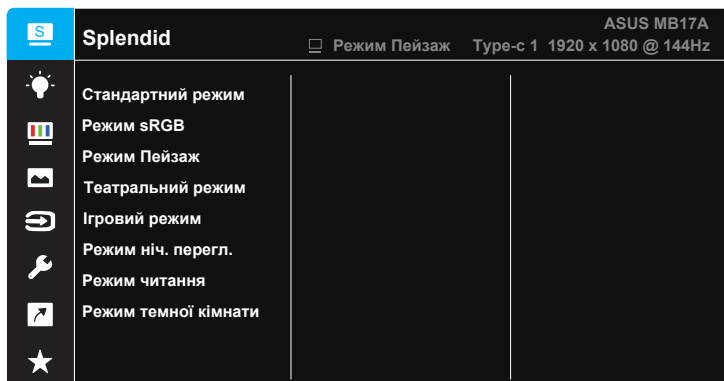 S
Splendid
ASUS MB17A
Режим Пейзаж Type-c 1 1920 x 1080 @ 144Hz
Стандартний режим
Режим sRGB
Режим Пейзаж
Театральний режим
Ігровий режим
Режим ніч. перегл.
Режим читання
Режим темної кімнати